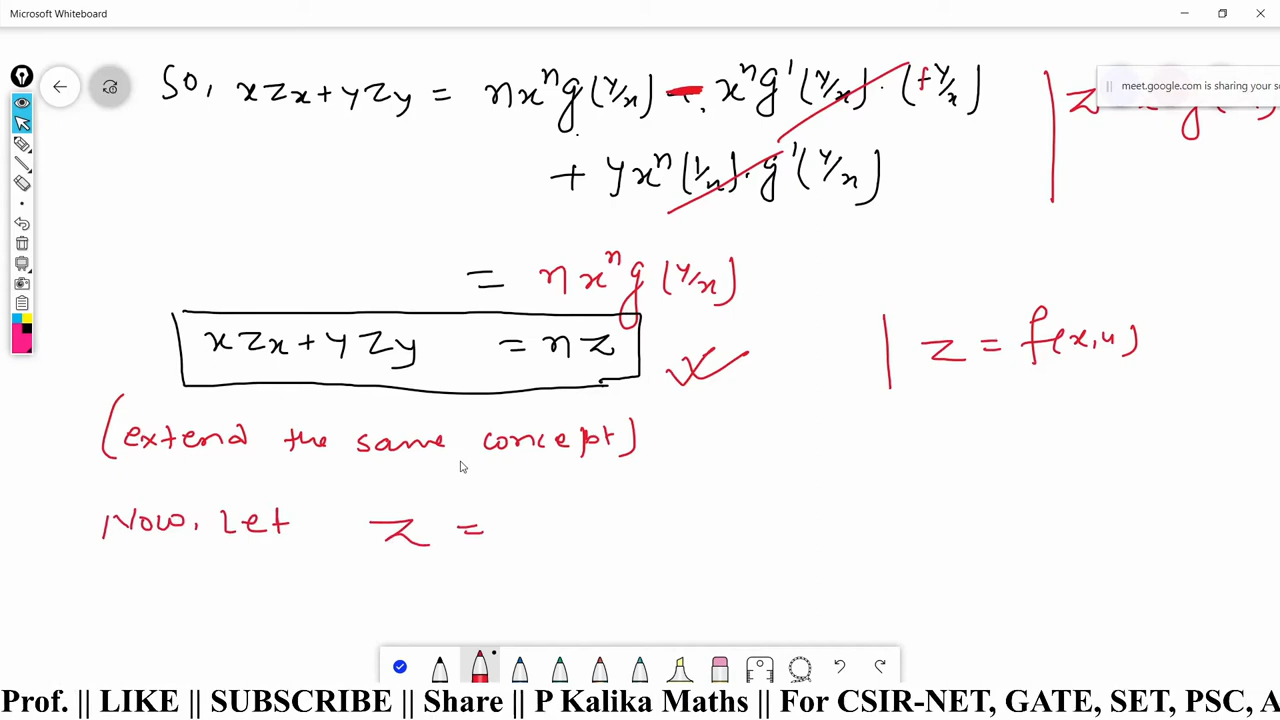 Microsoft Whiteboard
So, xZx + yZy = nxⁿg(y/x) - xⁿg'(y/x) · (y/x)
+ yxⁿ(1/x) · g'(y/x)
meet.google.com is sharing your s
= nxⁿg(y/x)
xZx + yZy = nz
| z = f(x,y)
(extend the same concept)
Now, Let z =
Prof. || LIKE || SUBSCRIBE || Share || P Kalika Maths || For CSIR-NET, GATE, SET, PSC, A